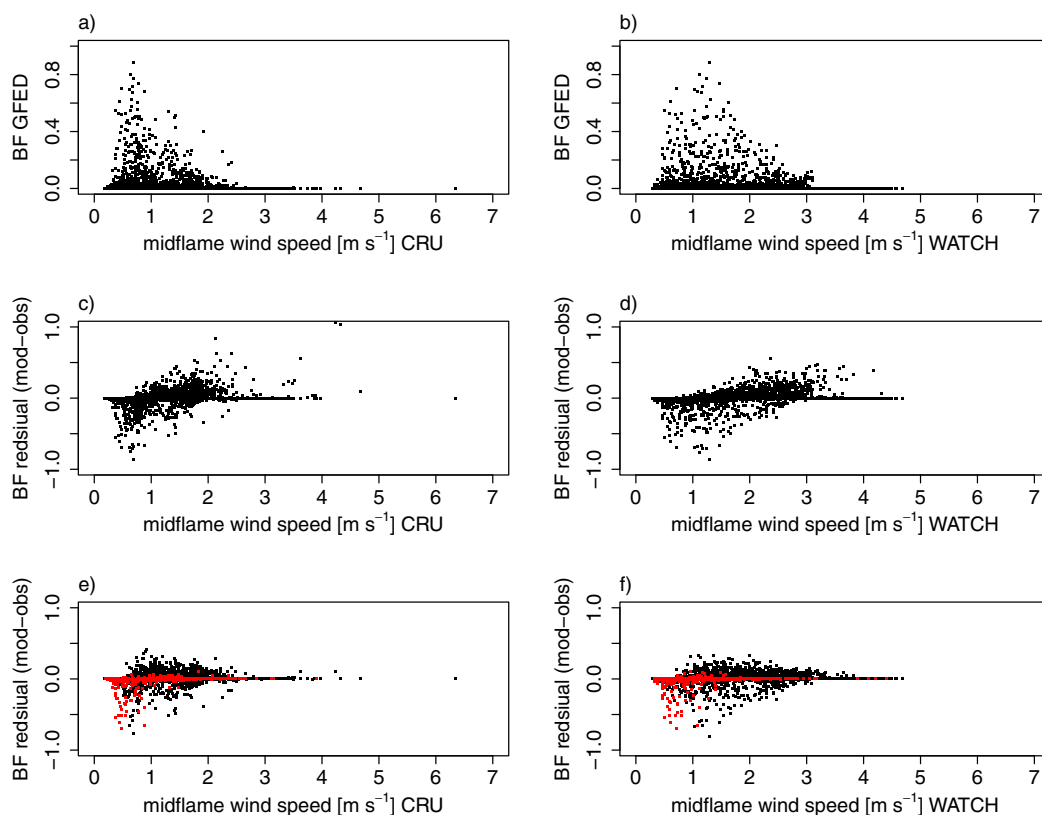 a)
BF GFED
0.0 0.4 0.8
0 1 2 3 4 5 6 7
midflame wind speed [m s⁻¹] CRU
b)
BF GFED
0.0 0.4 0.8
0 1 2 3 4 5 6 7
midflame wind speed [m s⁻¹] WATCH
c)
BF redsiual (mod-obs)
−1.0 0.0 1.0
0 1 2 3 4 5 6 7
midflame wind speed [m s⁻¹] CRU
d)
BF redsiual (mod-obs)
−1.0 0.0 1.0
0 1 2 3 4 5 6 7
midflame wind speed [m s⁻¹] WATCH
e)
BF redsiual (mod-obs)
−1.0 0.0 1.0
0 1 2 3 4 5 6 7
midflame wind speed [m s⁻¹] CRU
f)
BF redsiual (mod-obs)
−1.0 0.0 1.0
0 1 2 3 4 5 6 7
midflame wind speed [m s⁻¹] WATCH